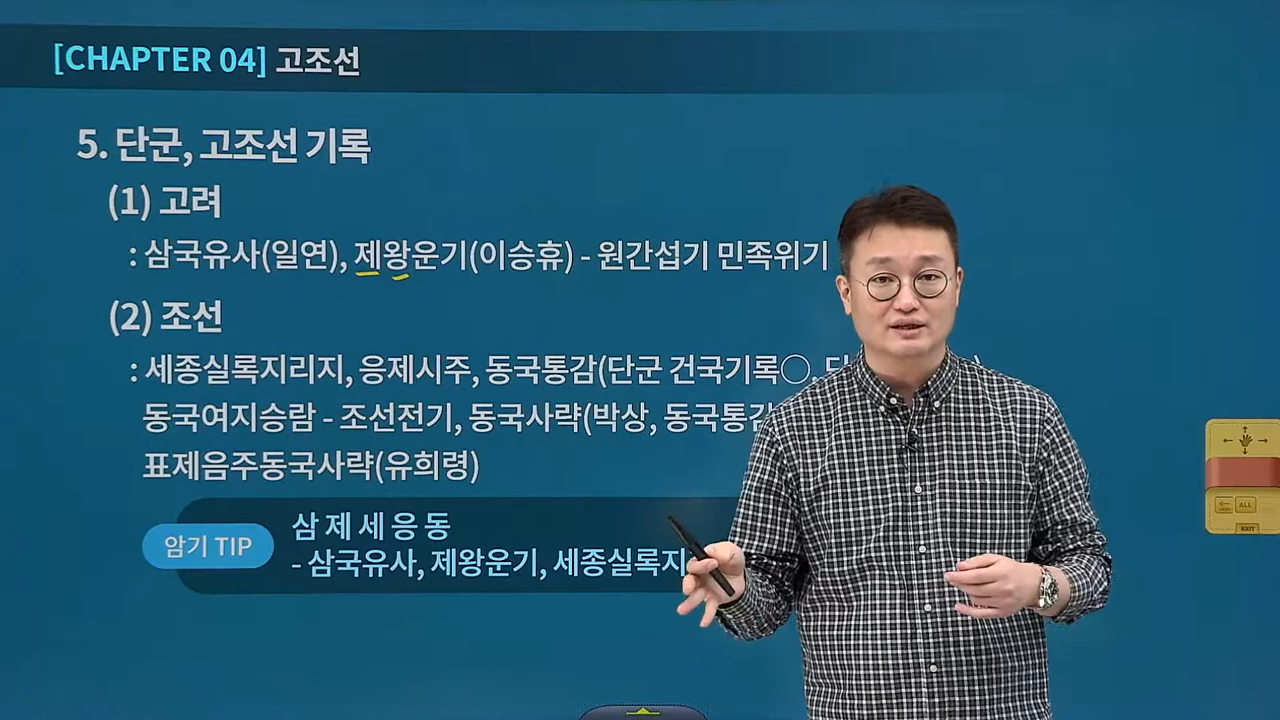 [CHAPTER 04] 고조선
5. 단군, 고조선 기록
(1) 고려
: 삼국유사(일연), 제왕운기(이승휴) - 원간섭기 민족위기
(2) 조선
: 세종실록지리지, 응제시주, 동국통감(단군 건국기록○,
동국여지승람 - 조선전기, 동국사략(박상, 동국통감
표제음주동국사략(유희령)
암기 TIP
삼 제 세 응 동
- 삼국유사, 제왕운기, 세종실록지
ALL
EXIT